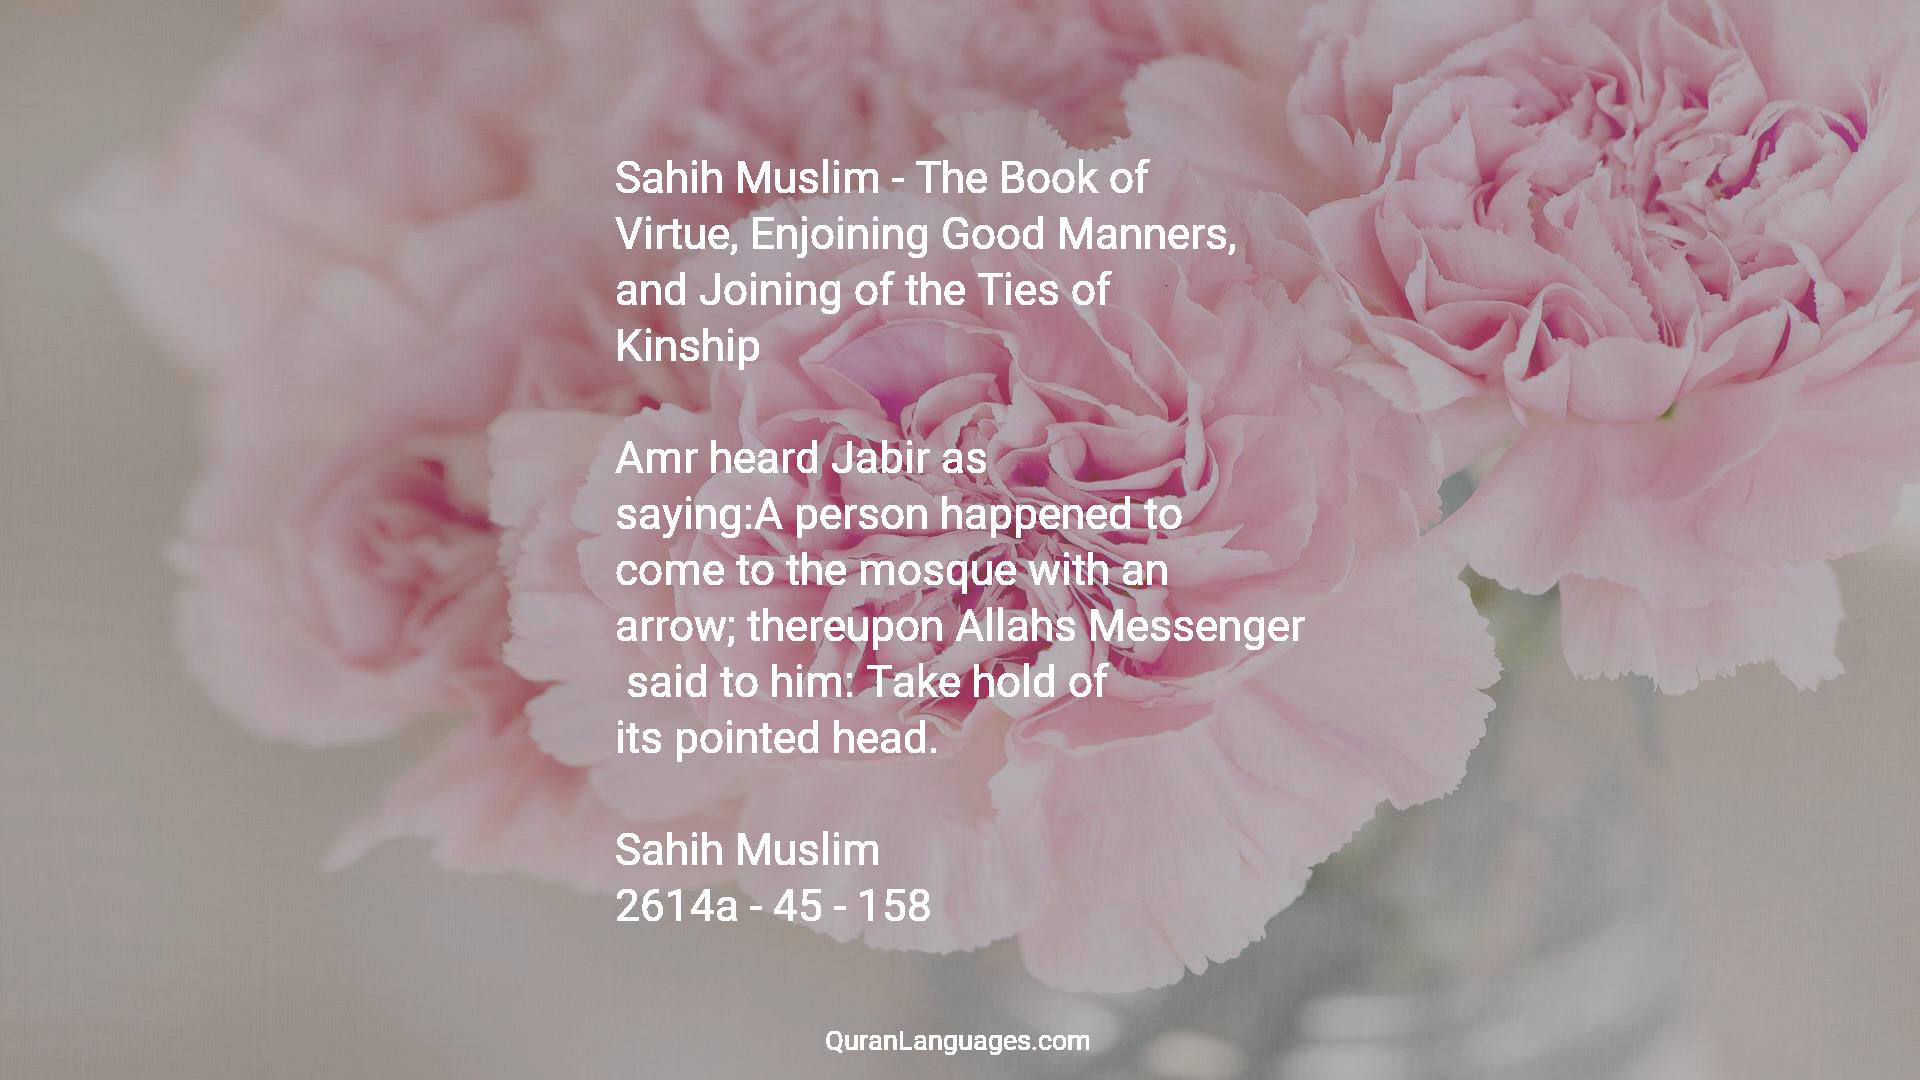 Sahih Muslim - The Book of
Virtue, Enjoining Good Manners,
and Joining of the Ties of
Kinship
Amr heard Jabir as
saying:A person happened to
come to the mosque with an
arrow; thereupon Allahs Messenger
said to him: Take hold of
its pointed head.
Sahih Muslim
2614a - 45 - 158
QuranLanguages.com